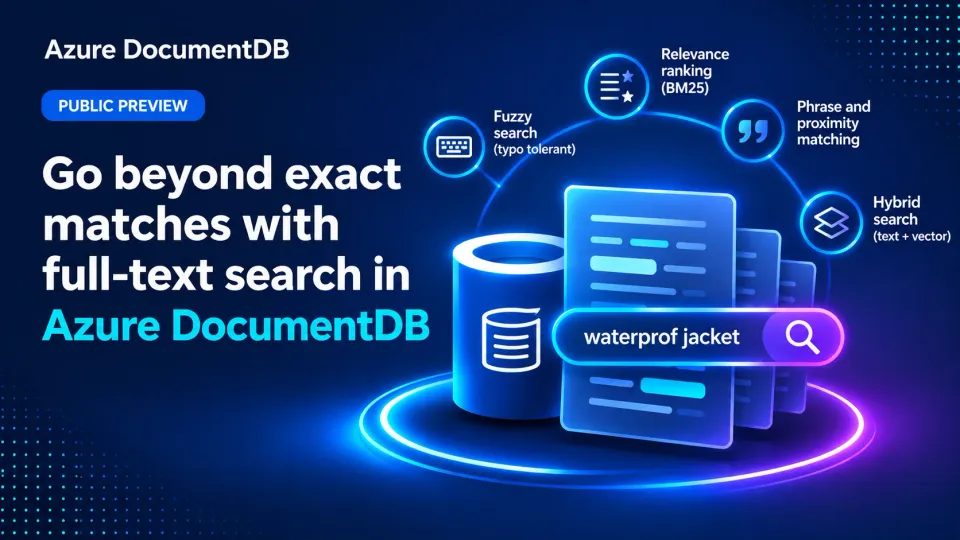 Azure DocumentDB
PUBLIC PREVIEW
Go beyond exact
matches with
full-text search in
Azure DocumentDB
Fuzzy
search
(typo tolerant)
Relevance
ranking
(BM25)
Phrase and
proximity
matching
Hybrid
search
(text + vector)
waterprof jacket